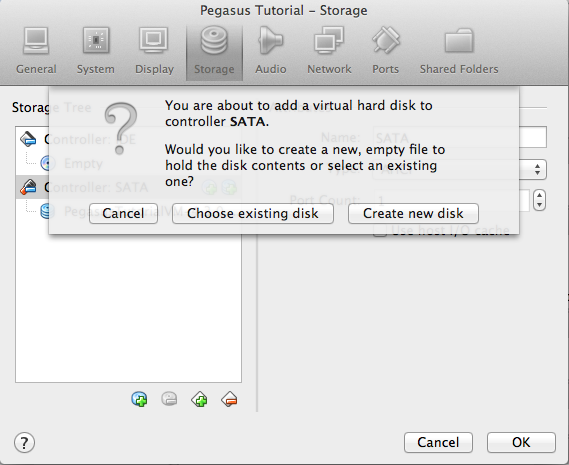 Pegasus Tutorial – Storage
General System Display Storage Audio Network Ports Shared Folders
You are about to add a virtual hard disk to
controller SATA.
Would you like to create a new, empty file to
hold the disk contents or select an existing
one?
Cancel Choose existing disk Create new disk
Storage Tree
Controller: IDE
Empty
Controller: SATA
Name: SATA
Port Count: 1
Use host I/O cache
? Cancel OK